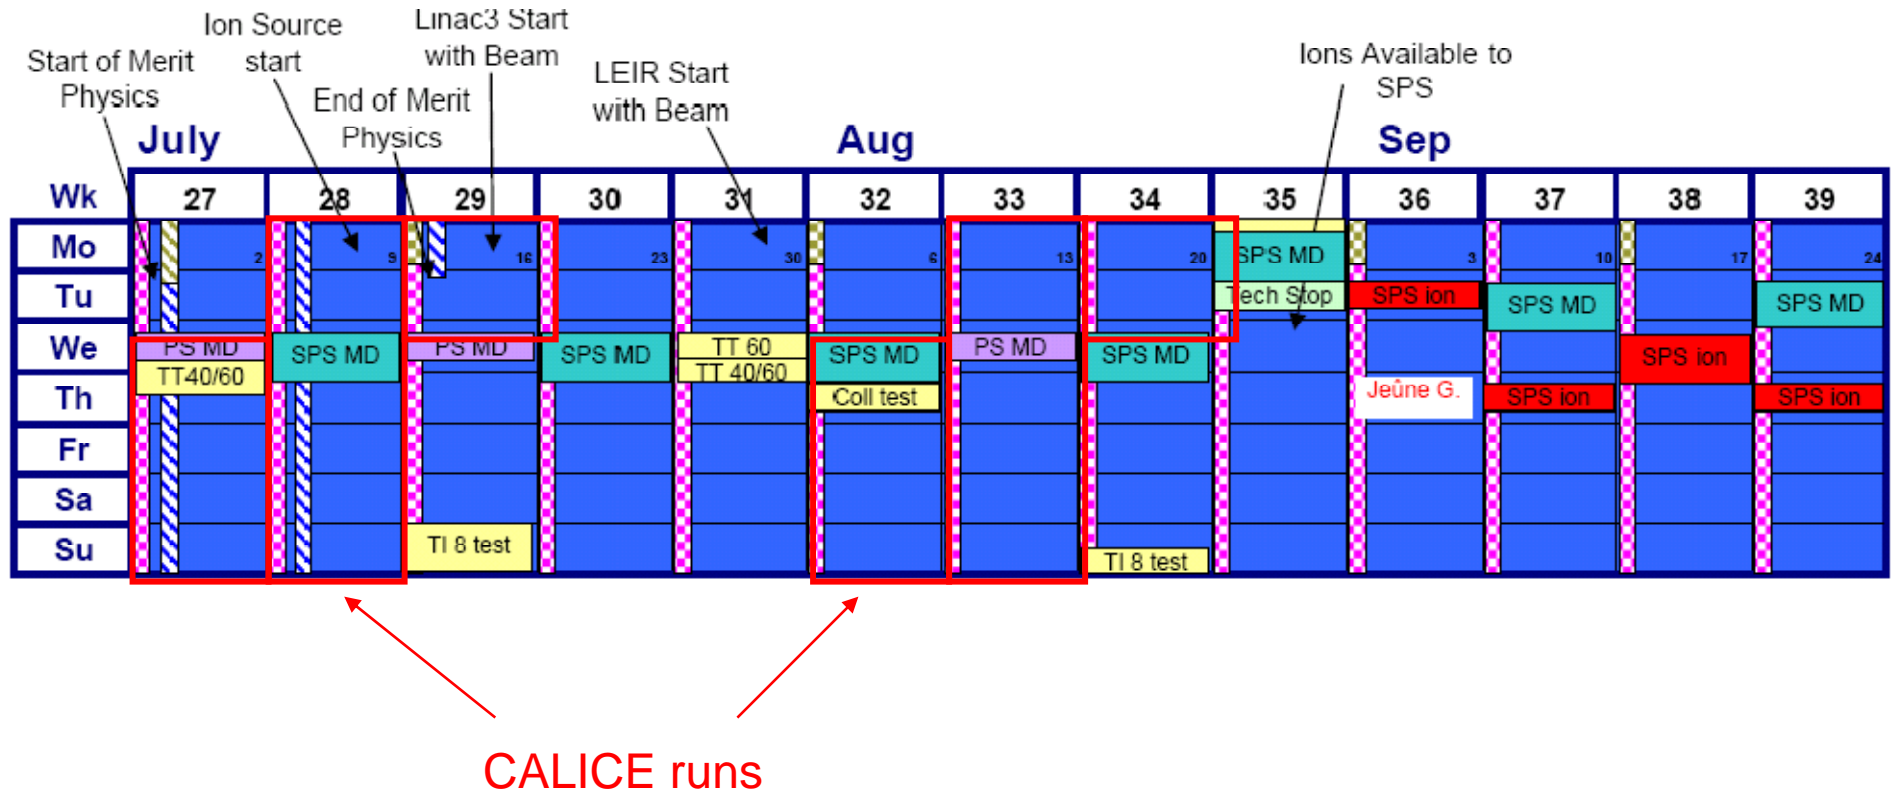 Ion Source
start
Linac3 Start
with Beam
Start of Merit
Physics
End of Merit
Physics
LEIR Start
with Beam
Ions Available to
SPS
July Aug Sep
Wk 27 28 29 30 31 32 33 34 35 36 37 38 39
Mo 2 9 16 23 30 6 13 20 SPS MD 3 10 17 24
Tu Tech Stop SPS ion SPS MD SPS MD
We PS MD SPS MD PS MD SPS MD TT 60 SPS MD PS MD SPS MD SPS ion
TT40/60 TT 40/60
Th Coll test Jeûne G. SPS ion SPS ion
Fr
Sa
Su TI 8 test TI 8 test
CALICE runs